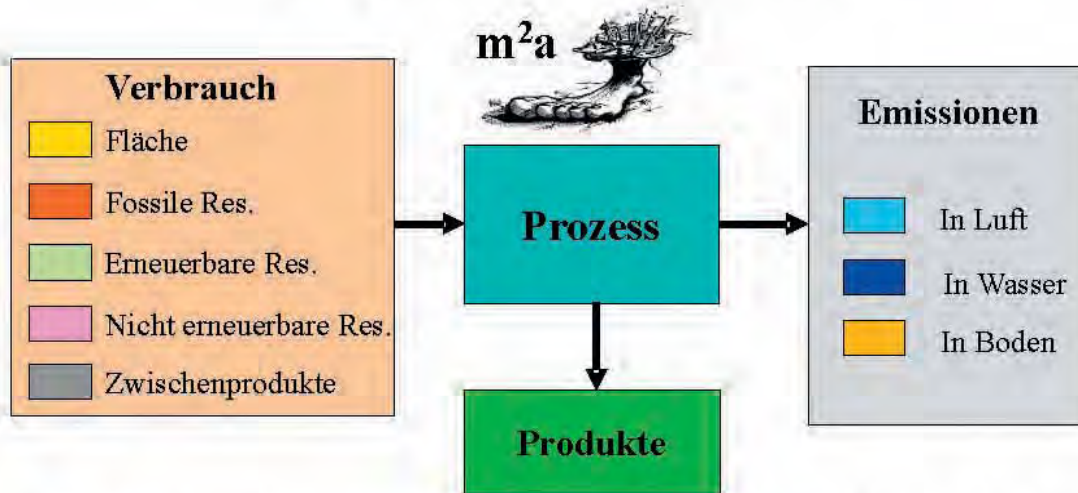 m²a
Verbrauch
Fläche
Fossile Res.
Erneuerbare Res.
Nicht erneuerbare Res.
Zwischenprodukte
Prozess
Produkte
Emissionen
In Luft
In Wasser
In Boden